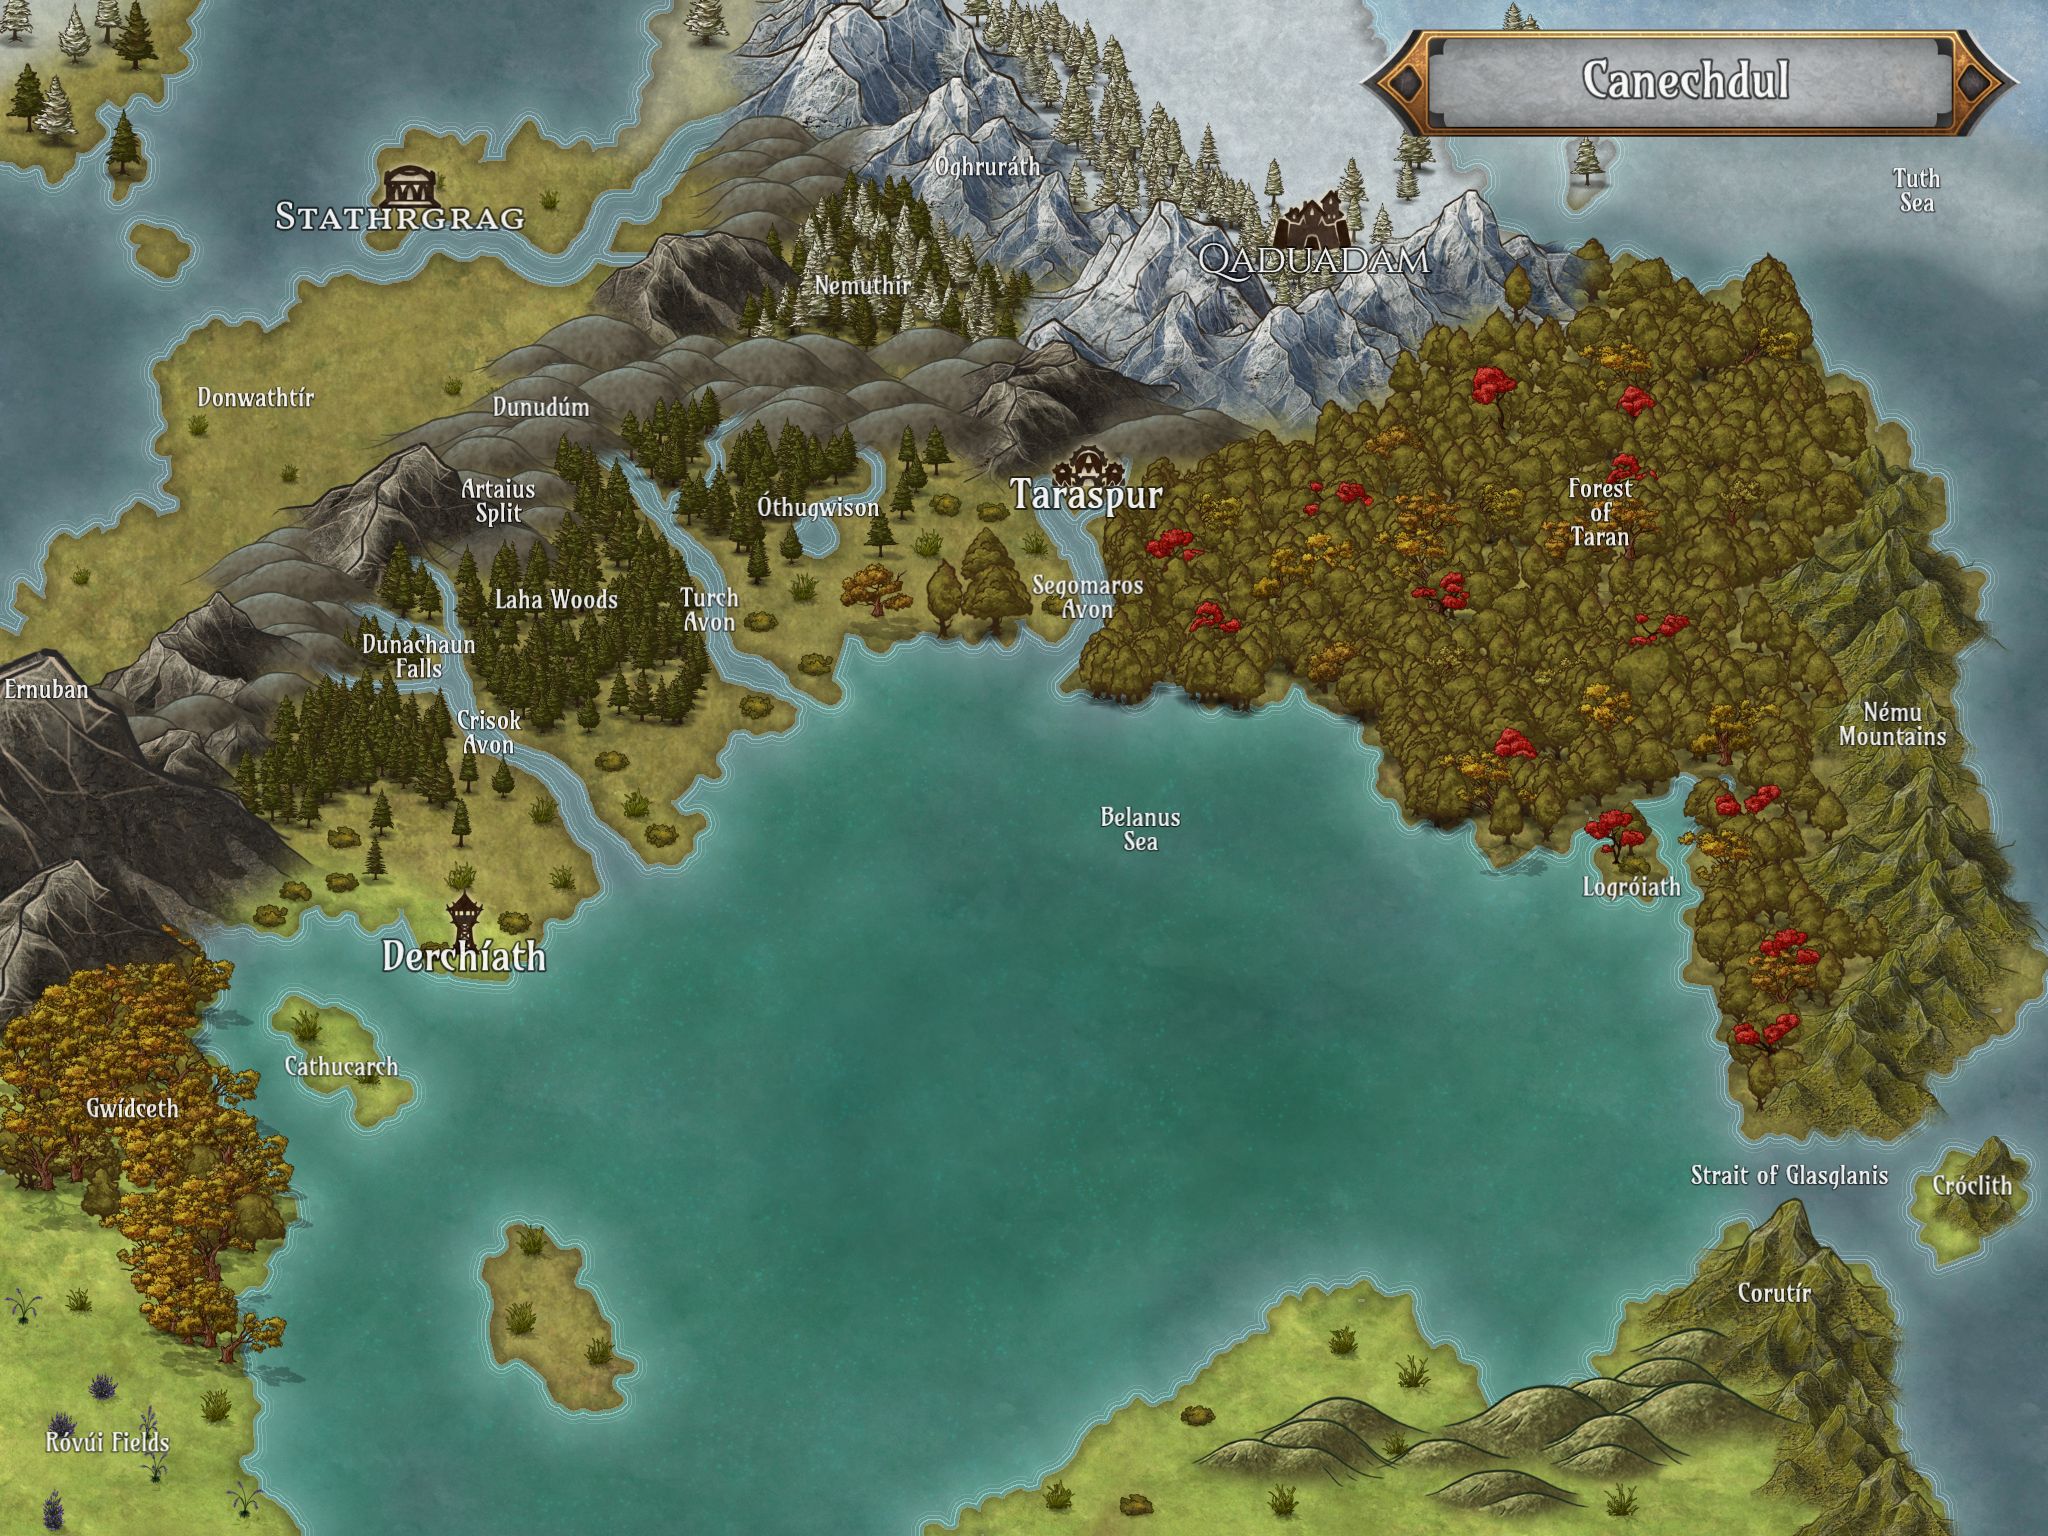 Canechdul
Oghruráth
Tuth
Sea
STATHRGRAG
QADUADAM
Nemuthir
Donwathtír
Dunudúm
Artaius
Split
Óthugwison
Taraspur
Forest
of
Taran
Laha Woods
Turch
Avon
Segomaros
Avon
Dunachaun
Falls
Ernuban
Crisok
Avon
Nému
Mountains
Belanus
Sea
Logróiath
Derchíath
Cathucarch
Gwídceth
Strait of Glasglanis
Cróclith
Corutír
Róvúi Fields